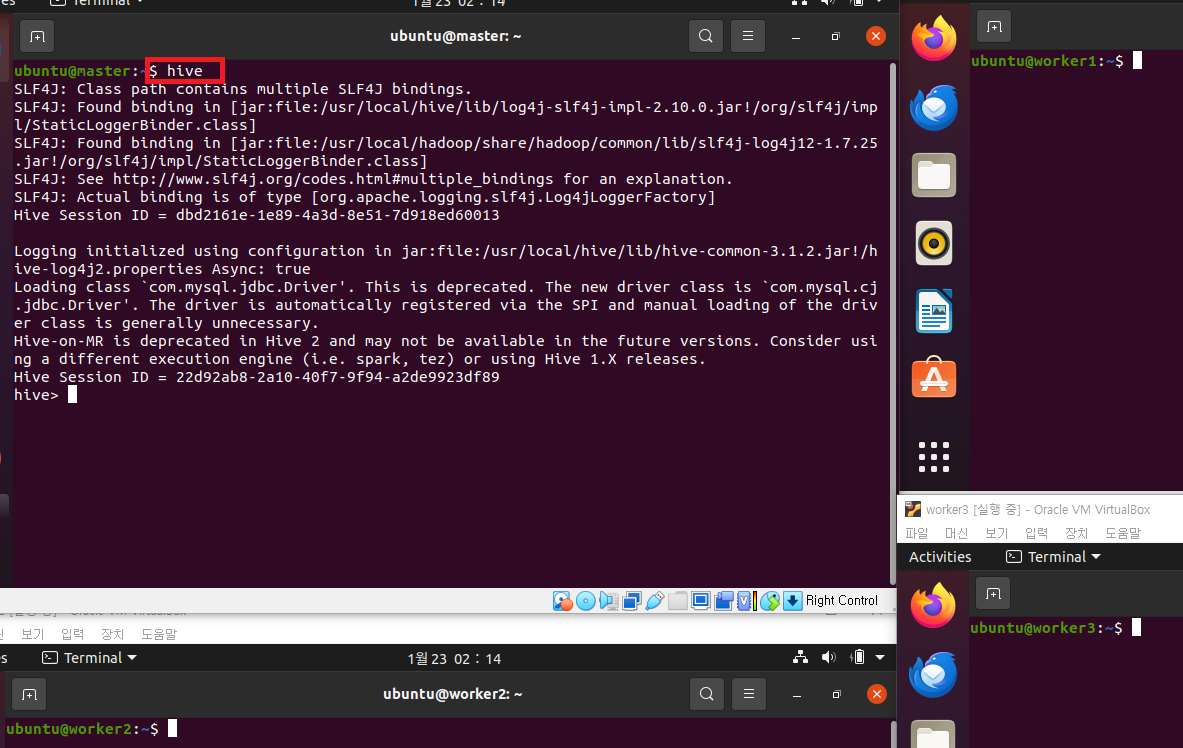 Terminal
1월 23 02 : 14
ubuntu@master: ~
ubuntu@master:~$ hive
SLF4J: Class path contains multiple SLF4J bindings.
SLF4J: Found binding in [jar:file:/usr/local/hive/lib/log4j-slf4j-impl-2.10.0.jar!/org/slf4j/imp
l/StaticLoggerBinder.class]
SLF4J: Found binding in [jar:file:/usr/local/hadoop/share/hadoop/common/lib/slf4j-log4j12-1.7.25
.jar!/org/slf4j/impl/StaticLoggerBinder.class]
SLF4J: See http://www.slf4j.org/codes.html#multiple_bindings for an explanation.
SLF4J: Actual binding is of type [org.apache.logging.slf4j.Log4jLoggerFactory]
Hive Session ID = dbd2161e-1e89-4a3d-8e51-7d918ed60013
Logging initialized using configuration in jar:file:/usr/local/hive/lib/hive-common-3.1.2.jar!/h
ive-log4j2.properties Async: true
Loading class `com.mysql.jdbc.Driver'. This is deprecated. The new driver class is `com.mysql.cj
.jdbc.Driver'. The driver is automatically registered via the SPI and manual loading of the driv
er class is generally unnecessary.
Hive-on-MR is deprecated in Hive 2 and may not be available in the future versions. Consider usi
ng a different execution engine (i.e. spark, tez) or using Hive 1.X releases.
Hive Session ID = 22d92ab8-2a10-40f7-9f94-a2de9923df89
hive>
Right Control
ubuntu@worker1:~$
worker3 [실행 중] - Oracle VM VirtualBox
파일 머신 보기 입력 장치 도움말
Activities Terminal
ubuntu@worker3:~$
보기 입력 장치 도움말
Terminal 1월 23 02 : 14
ubuntu@worker2: ~
ubuntu@worker2:~$